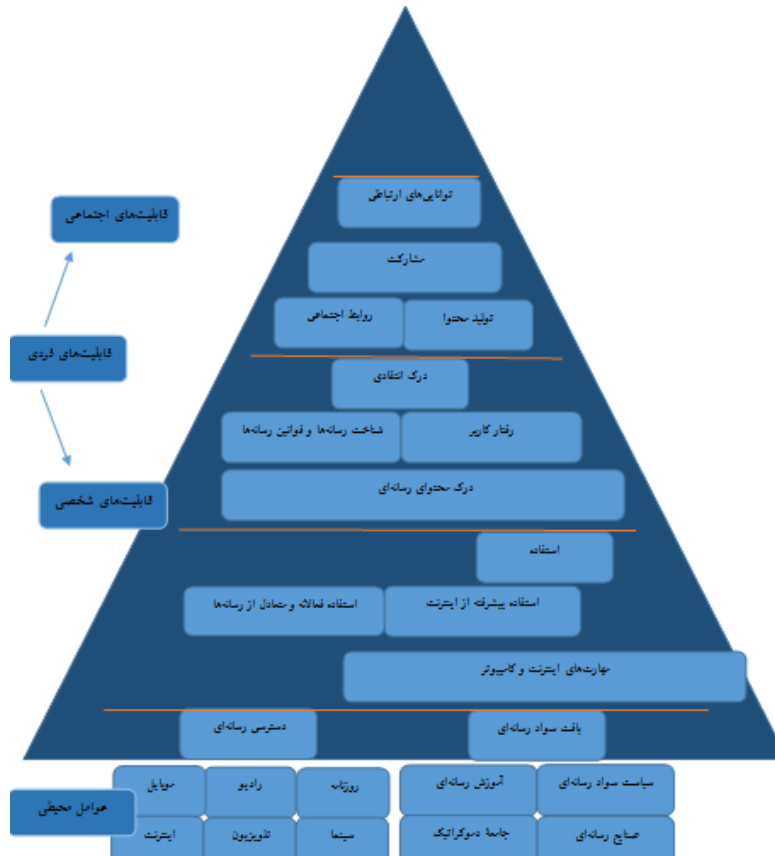 توانایی‌های ارتباطی
قابلیت‌های اجتماعی
مشارکت
تولید محتوا
روابط اجتماعی
قابلیت‌های فردی
درک انتقادی
رفتار کاربر
شناخت رسانه‌ها و قوانین رسانه‌ها
درک محتوای رسانه‌ای
قابلیت‌های شخصی
استفاده
استفاده پیشرفته از اینترنت
استفاده فعالانه و متعادل از رسانه‌ها
مهارت‌های اینترنت و کامپیوتر
بافت سواد رسانه‌ای
دسترسی رسانه‌ای
سیاست سواد رسانه‌ای
آموزش رسانه‌ای
روزنامه
رادیو
موبایل
عوامل محیطی
صنایع رسانه‌ای
جامعهٔ دموکراتیک
سینما
تلویزیون
اینترنت